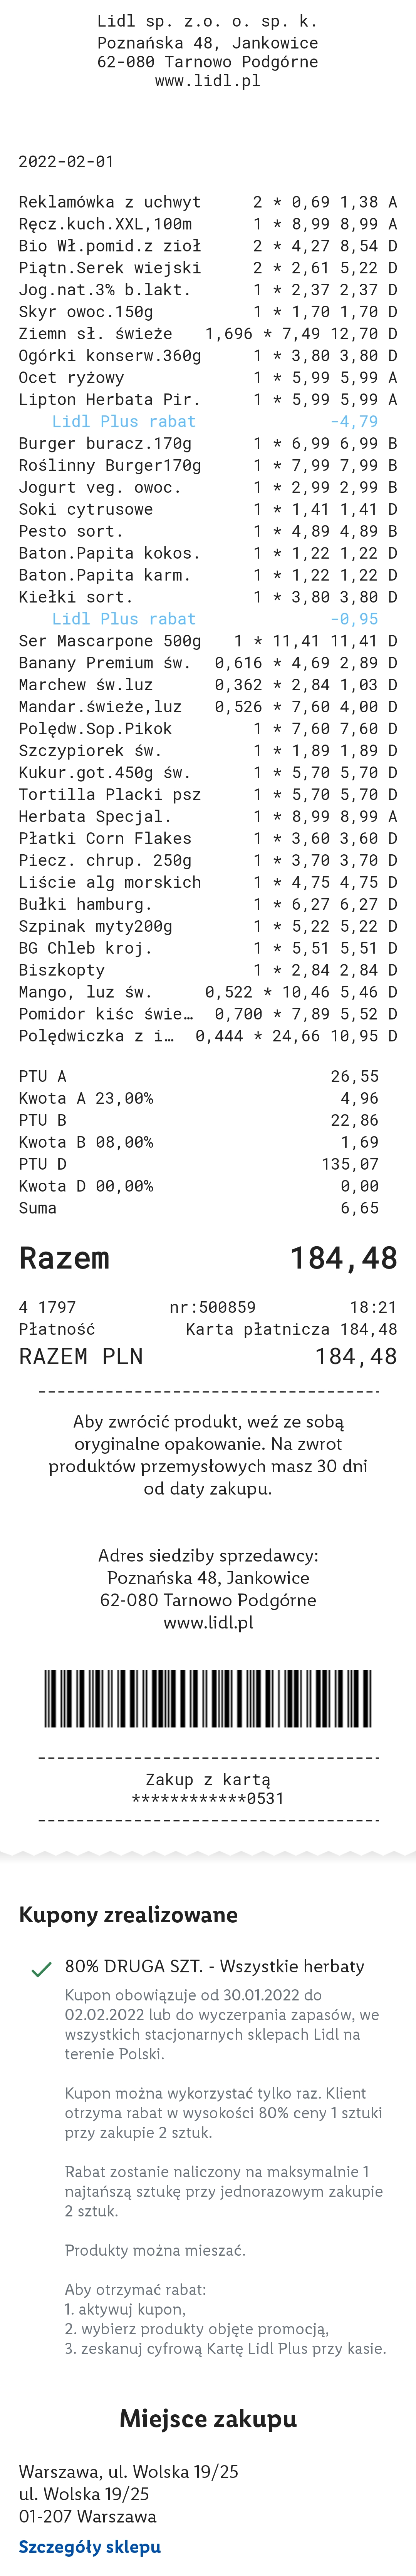 Lidl sp. z.o. o. sp. k.
Poznańska 48, Jankowice
62-080 Tarnowo Podgórne
www.lidl.pl
2022-02-01
Reklamówka z uchwyt 2 * 0,69 1,38 A
Ręcz.kuch.XXL,100m 1 * 8,99 8,99 A
Bio Wł.pomid.z zioł 2 * 4,27 8,54 D
Piątn.Serek wiejski 2 * 2,61 5,22 D
Jog.nat.3% b.lakt. 1 * 2,37 2,37 D
Skyr owoc.150g 1 * 1,70 1,70 D
Ziemn sł. świeże 1,696 * 7,49 12,70 D
Ogórki konserw.360g 1 * 3,80 3,80 D
Ocet ryżowy 1 * 5,99 5,99 A
Lipton Herbata Pir. 1 * 5,99 5,99 A
Lidl Plus rabat -4,79
Burger buracz.170g 1 * 6,99 6,99 B
Roślinny Burger170g 1 * 7,99 7,99 B
Jogurt veg. owoc. 1 * 2,99 2,99 B
Soki cytrusowe 1 * 1,41 1,41 D
Pesto sort. 1 * 4,89 4,89 B
Baton.Papita kokos. 1 * 1,22 1,22 D
Baton.Papita karm. 1 * 1,22 1,22 D
Kiełki sort. 1 * 3,80 3,80 D
Lidl Plus rabat -0,95
Ser Mascarpone 500g 1 * 11,41 11,41 D
Banany Premium św. 0,616 * 4,69 2,89 D
Marchew św.luz 0,362 * 2,84 1,03 D
Mandar.świeże,luz 0,526 * 7,60 4,00 D
Polędw.Sop.Pikok 1 * 7,60 7,60 D
Szczypiorek św. 1 * 1,89 1,89 D
Kukur.got.450g św. 1 * 5,70 5,70 D
Tortilla Placki psz 1 * 5,70 5,70 D
Herbata Specjal. 1 * 8,99 8,99 A
Płatki Corn Flakes 1 * 3,60 3,60 D
Piecz. chrup. 250g 1 * 3,70 3,70 D
Liście alg morskich 1 * 4,75 4,75 D
Bułki hamburg. 1 * 6,27 6,27 D
Szpinak myty200g 1 * 5,22 5,22 D
BG Chleb kroj. 1 * 5,51 5,51 D
Biszkopty 1 * 2,84 2,84 D
Mango, luz św. 0,522 * 10,46 5,46 D
Pomidor kiśc świe… 0,700 * 7,89 5,52 D
Polędwiczka z i… 0,444 * 24,66 10,95 D
PTU A 26,55
Kwota A 23,00% 4,96
PTU B 22,86
Kwota B 08,00% 1,69
PTU D 135,07
Kwota D 00,00% 0,00
Suma 6,65
Razem 184,48
4 1797 nr:500859 18:21
Płatność Karta płatnicza 184,48
RAZEM PLN 184,48
Aby zwrócić produkt, weź ze sobą
oryginalne opakowanie. Na zwrot
produktów przemysłowych masz 30 dni
od daty zakupu.
Adres siedziby sprzedawcy:
Poznańska 48, Jankowice
62-080 Tarnowo Podgórne
www.lidl.pl
Zakup z kartą
************0531
Kupony zrealizowane
80% DRUGA SZT. - Wszystkie herbaty
Kupon obowiązuje od 30.01.2022 do
02.02.2022 lub do wyczerpania zapasów, we
wszystkich stacjonarnych sklepach Lidl na
terenie Polski.
Kupon można wykorzystać tylko raz. Klient
otrzyma rabat w wysokości 80% ceny 1 sztuki
przy zakupie 2 sztuk.
Rabat zostanie naliczony na maksymalnie 1
najtańszą sztukę przy jednorazowym zakupie
2 sztuk.
Produkty można mieszać.
Aby otrzymać rabat:
1. aktywuj kupon,
2. wybierz produkty objęte promocją,
3. zeskanuj cyfrową Kartę Lidl Plus przy kasie.
Miejsce zakupu
Warszawa, ul. Wolska 19/25
ul. Wolska 19/25
01-207 Warszawa
Szczegóły sklepu